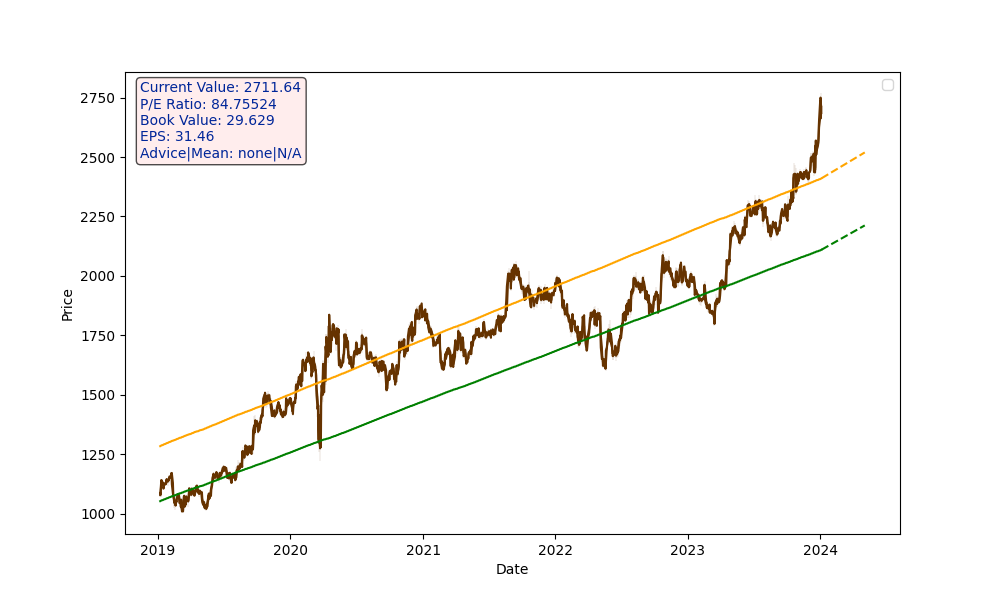 Current Value: 2711.64
P/E Ratio: 84.75524
Book Value: 29.629
EPS: 31.46
Advice|Mean: none|N/A
2750
2500
2250
2000
1750
1500
1250
1000
Price
2019 2020 2021 2022 2023 2024
Date